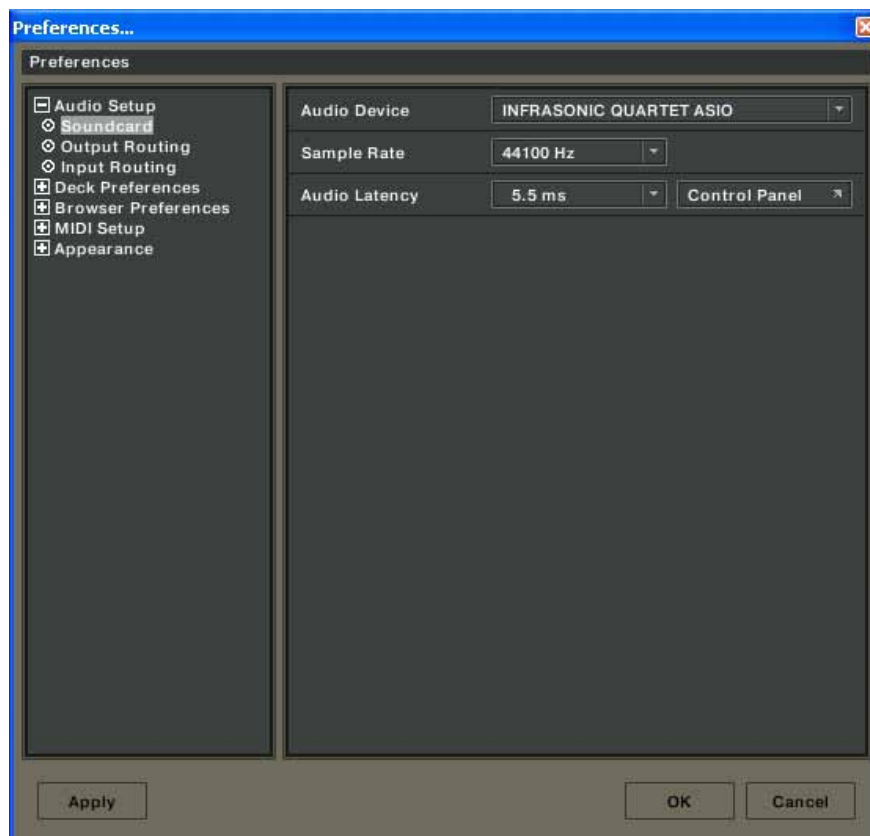 Preferences...
Preferences
Audio Setup
Soundcard
Output Routing
Input Routing
Deck Preferences
Browser Preferences
MIDI Setup
Appearance
Audio Device INFRASONIC QUARTET ASIO
Sample Rate 44100 Hz
Audio Latency 5.5 ms Control Panel
Apply OK Cancel